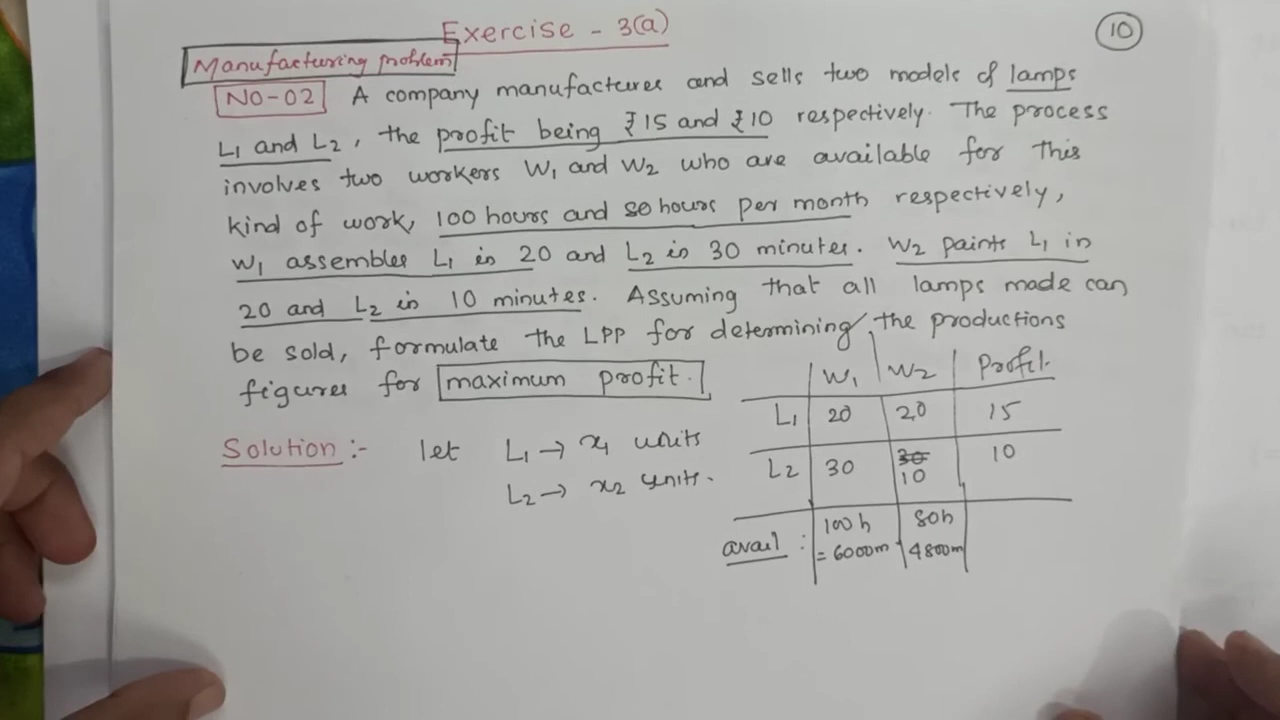 Exercise - 3(a)
10
Manufacturing problem
NO-02 A company manufactures and sells two models of lamps
L1 and L2, the profit being ₹15 and ₹10 respectively. The process
involves two workers W1 and W2 who are available for this
kind of work, 100 hours and 80 hours per month respectively,
W1 assembles L1 in 20 and L2 in 30 minutes. W2 paints L1 in
20 and L2 in 10 minutes. Assuming that all lamps made can
be sold, formulate the LPP for determining the productions
figures for maximum profit.
W1 W2 Profit.
L1 20 20 15
L2 30 30 10
10
avail : 100h 80h
= 6000m 4800m
Solution :- let L1 → x1 units
L2 → x2 units.